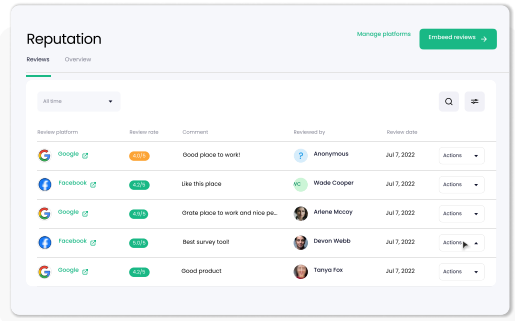 Reputation
Manage platforms
Embeed reviews
Reviews Overview
All time
Review platform Review rate Comment Reviewed by Review date
Google Good place to work! ? Anonymous Jul 7, 2022 Actions
Facebook 4.2/5 Like this place WC Wade Cooper Jul 7, 2022 Actions
Google 4.9/5 Grate place to work and nice pe... Arlene Mccoy Jul 7, 2022 Actions
Facebook 5.0/5 Best survey tool! Devon Webb Jul 7, 2022 Actions
Google 4.2/5 Good product Tanya Fox Jul 7, 2022 Actions